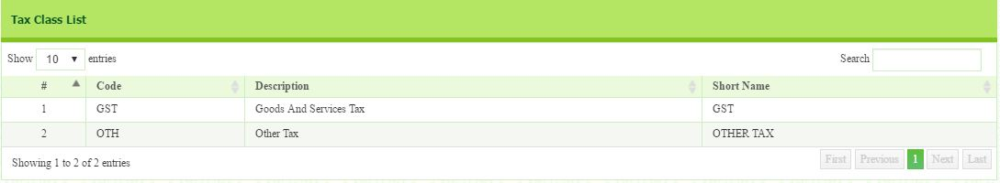 Tax Class List
Show 10 entries Search
# Code Description Short Name
1 GST Goods And Services Tax GST
2 OTH Other Tax OTHER TAX
Showing 1 to 2 of 2 entries First Previous 1 Next Last